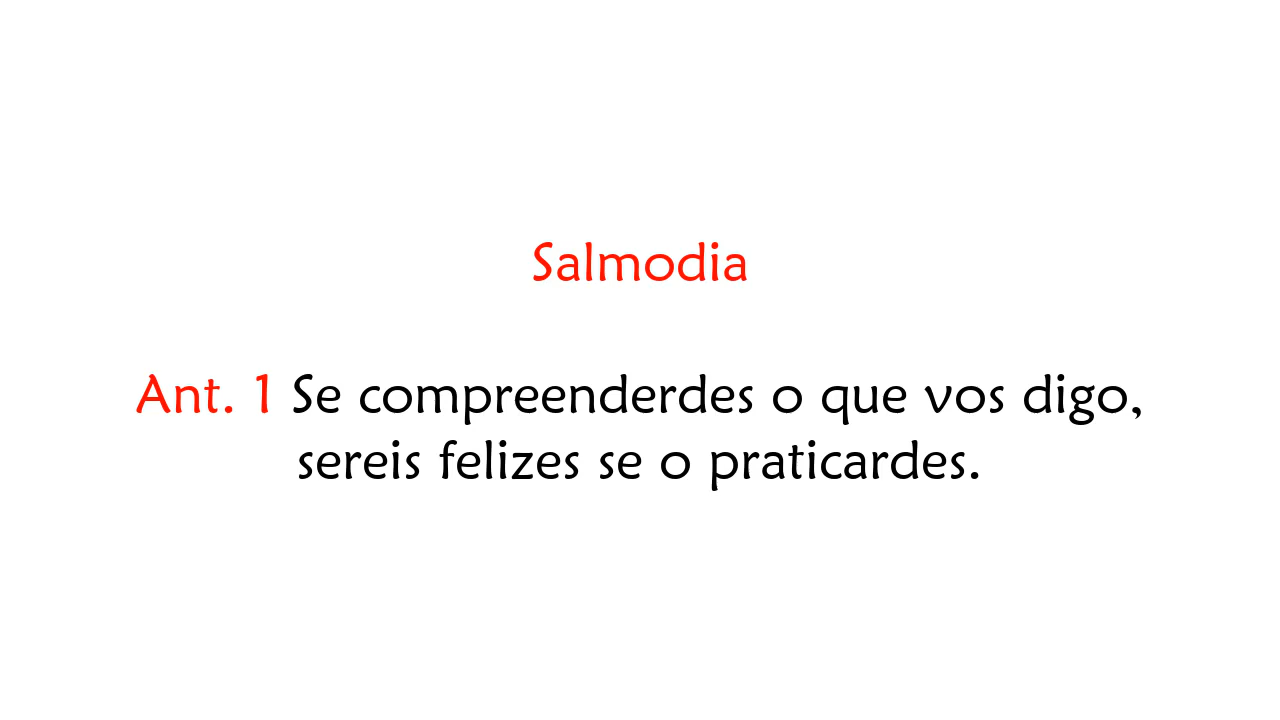 Salmodia
Ant. 1 Se compreenderdes o que vos digo,
sereis felizes se o praticardes.